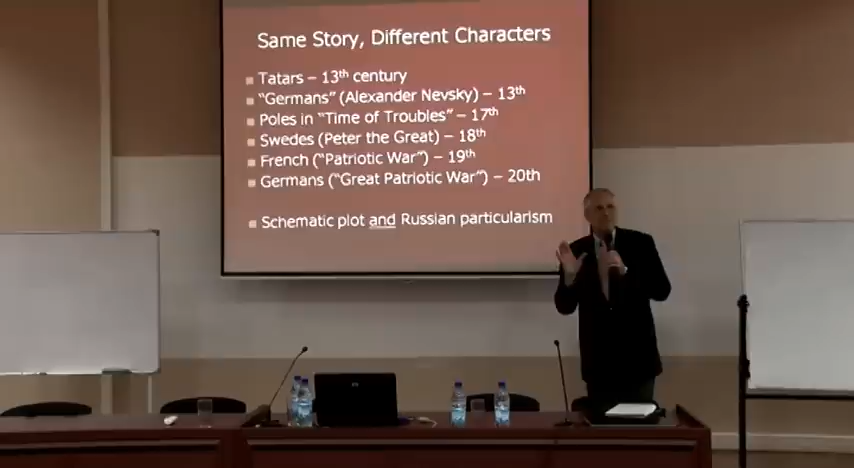 Same Story, Different Characters
Tatars – 13th century
"Germans" (Alexander Nevsky) – 13th
Poles in "Time of Troubles" – 17th
Swedes (Peter the Great) – 18th
French ("Patriotic War") – 19th
Germans ("Great Patriotic War") – 20th
Schematic plot and Russian particularism